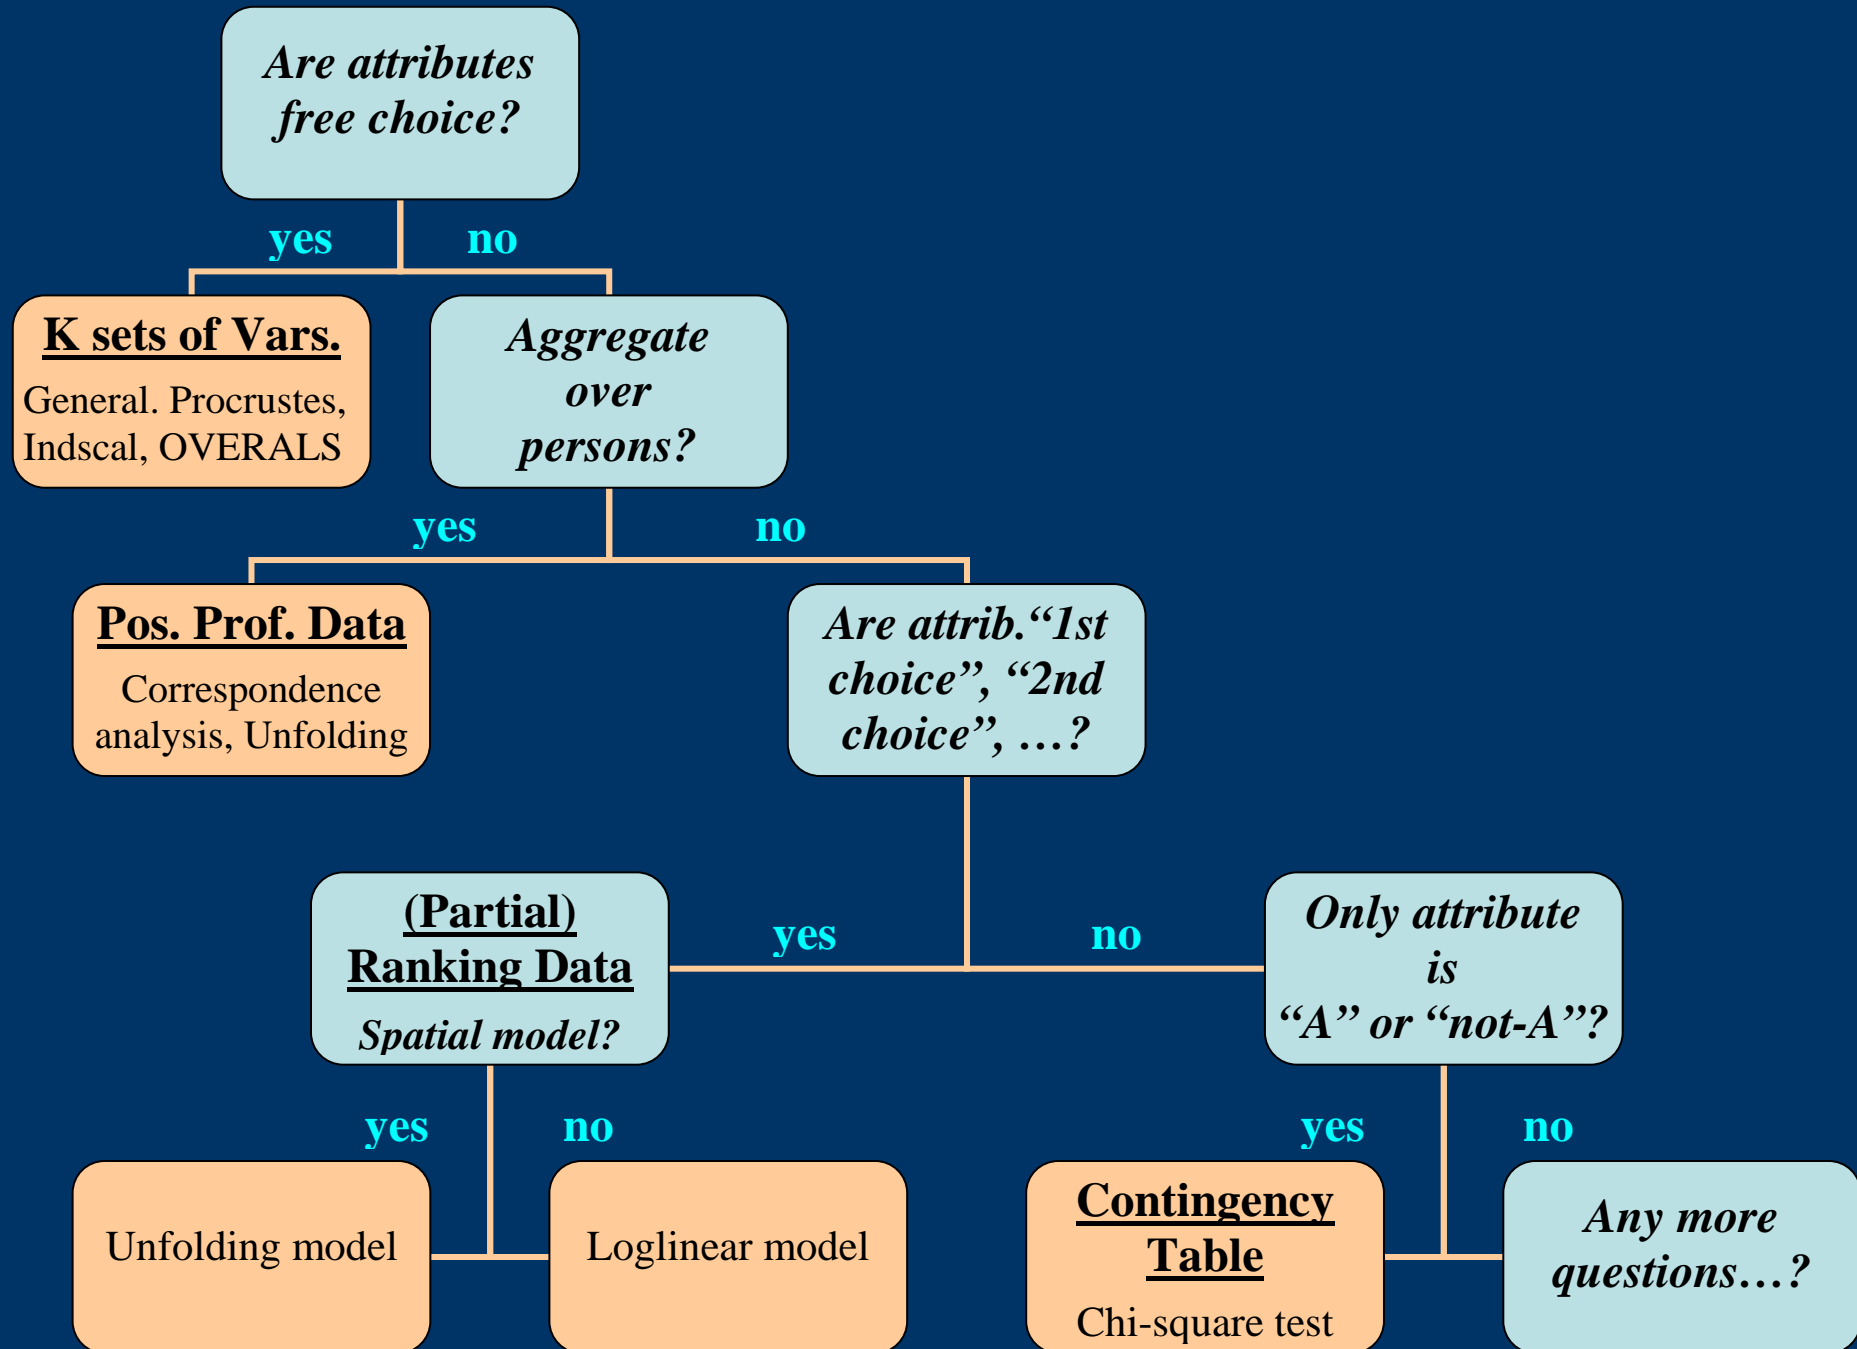 Are attributes
free choice?
yes
no
K sets of Vars.
General. Procrustes,
Indscal, OVERALS
Aggregate
over
persons?
yes
no
Pos. Prof. Data
Correspondence
analysis, Unfolding
Are attrib.“1st
choice”, “2nd
choice”, …?
(Partial)
Ranking Data
Spatial model?
yes
no
Only attribute
is
“A” or “not-A”?
yes
no
yes
no
Unfolding model
Loglinear model
Contingency
Table
Chi-square test
Any more
questions…?